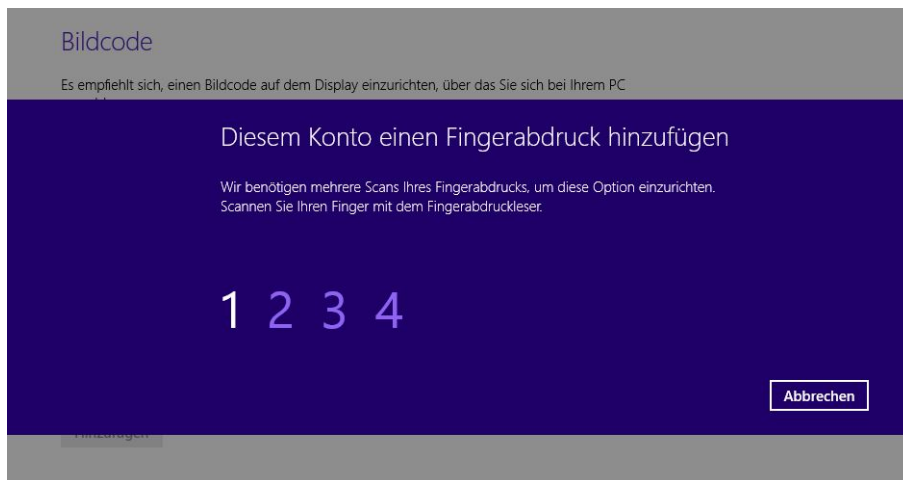 Bildcode
Es empfiehlt sich, einen Bildcode auf dem Display einzurichten, über das Sie sich bei Ihrem PC
Diesem Konto einen Fingerabdruck hinzufügen
Wir benötigen mehrere Scans Ihres Fingerabdrucks, um diese Option einzurichten.
Scannen Sie Ihren Finger mit dem Fingerabdruckleser.
1 2 3 4
Abbrechen
Hinzufügen